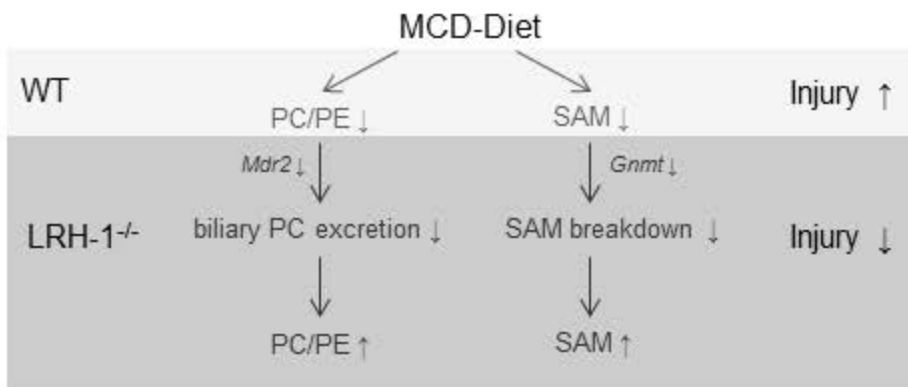 MCD-Diet
WT
PC/PE ↓
SAM ↓
Injury ↑
Mdr2 ↓
Gnmt ↓
LRH-1-/-
biliary PC excretion ↓
SAM breakdown ↓
Injury ↓
PC/PE ↑
SAM ↑